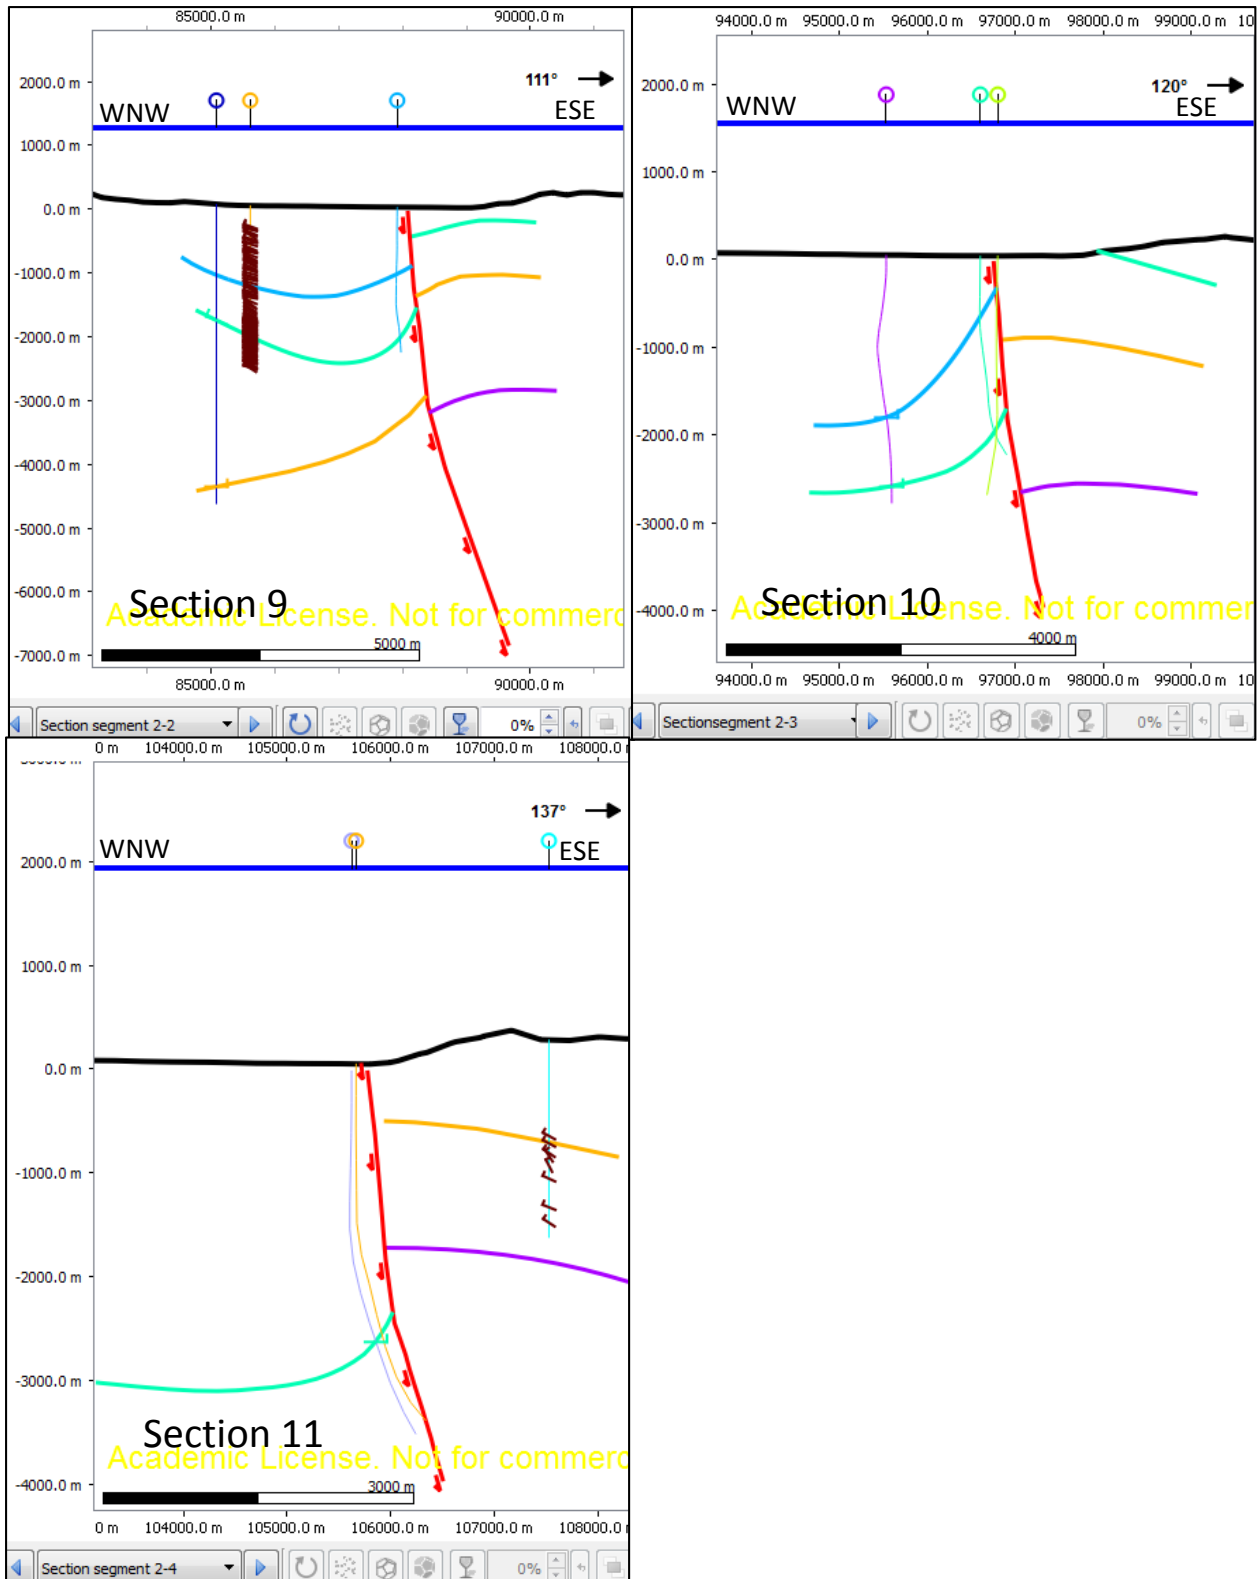 85000.0 m 90000.0 m
2000.0 m
111°
WNW ESE
1000.0 m
0.0 m
-1000.0 m
-2000.0 m
-3000.0 m
-4000.0 m
-5000.0 m
-6000.0 m
Section 9
Academic License. Not for commerc
5000 m
-7000.0 m
85000.0 m 90000.0 m
Section segment 2-2 0%
94000.0 m 95000.0 m 96000.0 m 97000.0 m 98000.0 m 99000.0 m 10
2000.0 m
120°
WNW ESE
1000.0 m
0.0 m
-1000.0 m
-2000.0 m
-3000.0 m
-4000.0 m
Section 10
Academic License. Not for commer
4000 m
94000.0 m 95000.0 m 96000.0 m 97000.0 m 98000.0 m 99000.0 m 10
Sectionsegment 2-3 0%
0 m 104000.0 m 105000.0 m 106000.0 m 107000.0 m 108000.0 m
137°
WNW ESE
2000.0 m
1000.0 m
0.0 m
-1000.0 m
-2000.0 m
-3000.0 m
Section 11
Academic License. Not for commerc
3000 m
-4000.0 m
0 m 104000.0 m 105000.0 m 106000.0 m 107000.0 m 108000.0 m
Section segment 2-4 0%